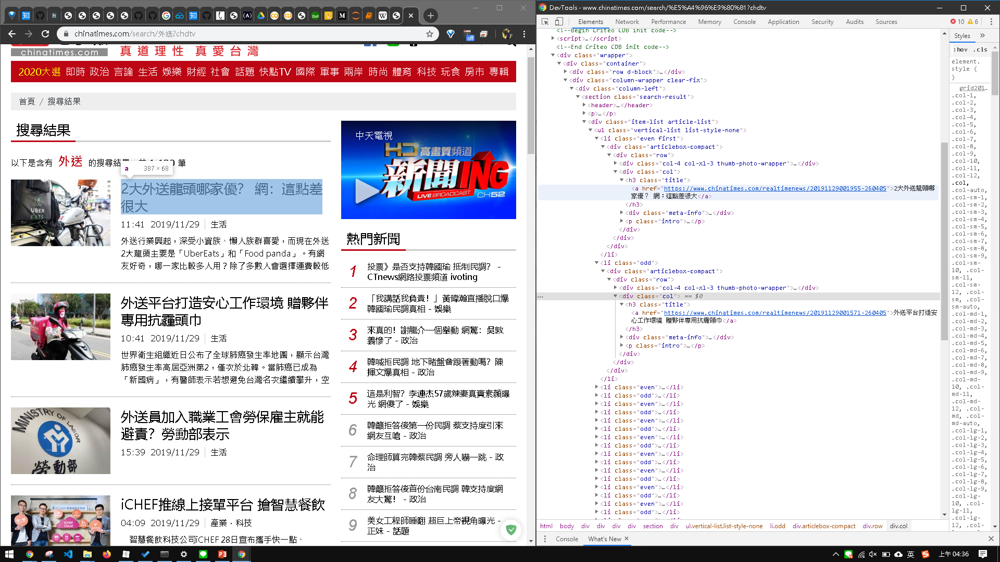 DevTools - www.chinatimes.com/search/%E5%A4%96%E9%80%81?chdtv
Elements Network Performance Memory Console Application Security Audits Sources 10 6
chinatimes.com/search/外送?chdtv
off
chinatimes.com 真道理性 真愛台灣
2020大選 即時 政治 言論 生活 娛樂 財經 社會 話題 快點TV 國際 軍事 兩岸 時尚 體育 科技 玩食 房市 專輯
首頁 / 搜尋結果
搜尋結果
以下是含有 外送 的搜尋結果
筆
a 387 × 68
UBER
EATS
2大外送龍頭哪家優? 網：這點差
很大
11:41 2019/11/29 生活
外送行業興起，深受小資族、懶人族群喜愛，而現在外送
2大龍頭主要是「UberEats」和「Food panda」。有網
友好奇，哪一家比較多人用？除了多數人會選擇運費較低
外送平台打造安心工作環境 贈夥伴
專用抗霾頭巾
10:41 2019/11/29 生活
世界衛生組織近日公布了全球肺癌發生率地圖，顯示台灣
肺癌發生率高居亞洲第2，僅次於北韓。當肺癌已成為
「新國病」，有醫師表示若想避免台灣名次繼續攀升，空
MINISTRY OF LABOR
勞動部
外送員加入職業工會勞保雇主就能
避責? 勞動部表示
15:39 2019/11/29 生活
iCHEF
Cloud
iCHEF推線上接單平台 搶智慧餐飲
04:09 2019/11/29 產業・科技
智慧餐飲科技公司iCHEF 28日宣布攜手快一點、
中天電視
HD 高畫質頻道
新聞ING
LIVE BROADCAST CH52
熱門新聞
1 投票》是否支持韓國瑜 抵制民調? -
CTnews網路投票頻道 ivoting
2 「我講話我負責！」黃暐瀚直播脫口爆
韓國瑜民調真相 - 娛樂
3 來真的！謝龍介一個舉動 網驚：吳敦
義慘了 - 政治
4 韓喊拒民調 地下賭盤會跟著動嗎? 陳
揮文爆真相 - 政治
5 這是利智? 李連杰57歲辣妻真實素顏曝
光 網傻了 - 娛樂
6 韓籲拒答後第一份民調 蔡支持度引來
網友互嗆 - 政治
7 命理師算完韓蔡民調 旁人嚇一跳 - 政
治
8 韓籲拒答後首份台南民調 韓支持度網
友大驚！ - 政治
9 美女工程師睡翻 超巨上帝視角曝光 -
正妹 - 話題
<!--Begin Criteo CDB init code-->
<script>…</script>
<!--End Criteo CDB init code-->
<div class="wrapper">
<div class="container">
<div class="row d-block">…</div>
<div class="column-wrapper clear-fix">
<div class="column-left">
<section class="search-result">
<header>…</header>
<p>…</p>
<div class="item-list article-list">
<ul class="vertical-list list-style-none">
<li class="even first">
<div class="articlebox-compact">
<div class="row">
<div class="col-4 col-xl-3 thumb-photo-wrapper">…</div>
<div class="col">
<h3 class="title">
<a href="https://www.chinatimes.com/realtimenews/20191129001955-260405">2大外送龍頭哪
家優？ 網：這點差很大</a>
</h3>
<div class="meta-info">…</div>
<p class="intro">…</p>
</div>
</div>
</div>
</li>
<li class="odd">
<div class="articlebox-compact">
<div class="row">
<div class="col-4 col-xl-3 thumb-photo-wrapper">…</div>
<div class="col"> == $0
<h3 class="title">
<a href="https://www.chinatimes.com/realtimenews/20191129001571-260405">外送平台打造安
心工作環境 贈夥伴專用抗霾頭巾</a>
</h3>
<div class="meta-info">…</div>
<p class="intro">…</p>
</div>
</div>
</div>
</li>
<li class="even">…</li>
<li class="odd">…</li>
<li class="even">…</li>
<li class="odd">…</li>
<li class="even">…</li>
<li class="odd">…</li>
<li class="even">…</li>
<li class="odd">…</li>
<li class="even">…</li>
<li class="odd">…</li>
<li class="even">…</li>
<li class="odd">…</li>
<li class="even">…</li>
<li class="odd">…</li>
<li class="even">…</li>
<li class="odd">…</li>
html body div div div div section div ul.vertical-list.list-style-none li.odd div.articlebox-compact div.row div.col
Console What's New
Styles
:hov .cls
element.
style {
}
grid201…
.col-1,
.col-2,
.col-3,
.col-4,
.col-5,
.col-6,
.col-7,
.col-8,
.col-9,
.col-10,
.col-11,
.col-12,
.col,
.col-auto,
.col-sm-1,
.col-sm-2,
.col-sm-3,
.col-sm-4,
.col-sm-5,
.col-sm-6,
.col-sm-7,
.col-sm-8,
.col-sm-9,
.col-sm-
10, .col-
sm-11,
.col-sm-
12, .col-
sm, .col-
sm-auto,
.col-md-1,
.col-md-2,
.col-md-3,
.col-md-4,
.col-md-5,
.col-md-6,
.col-md-7,
.col-md-8,
.col-md-9,
.col-md-
10, .col-
md-11,
.col-md-
12, .col-
md, .col-
md-auto,
.col-lg-1,
.col-lg-2,
.col-lg-3,
.col-lg-4,
.col-lg-5,
.col-lg-6,
.col-lg-7,
.col-lg-8,
.col-lg-9,
.col-lg-
10, .col-
lg-11,
.col-lg-
英 上午 04:36